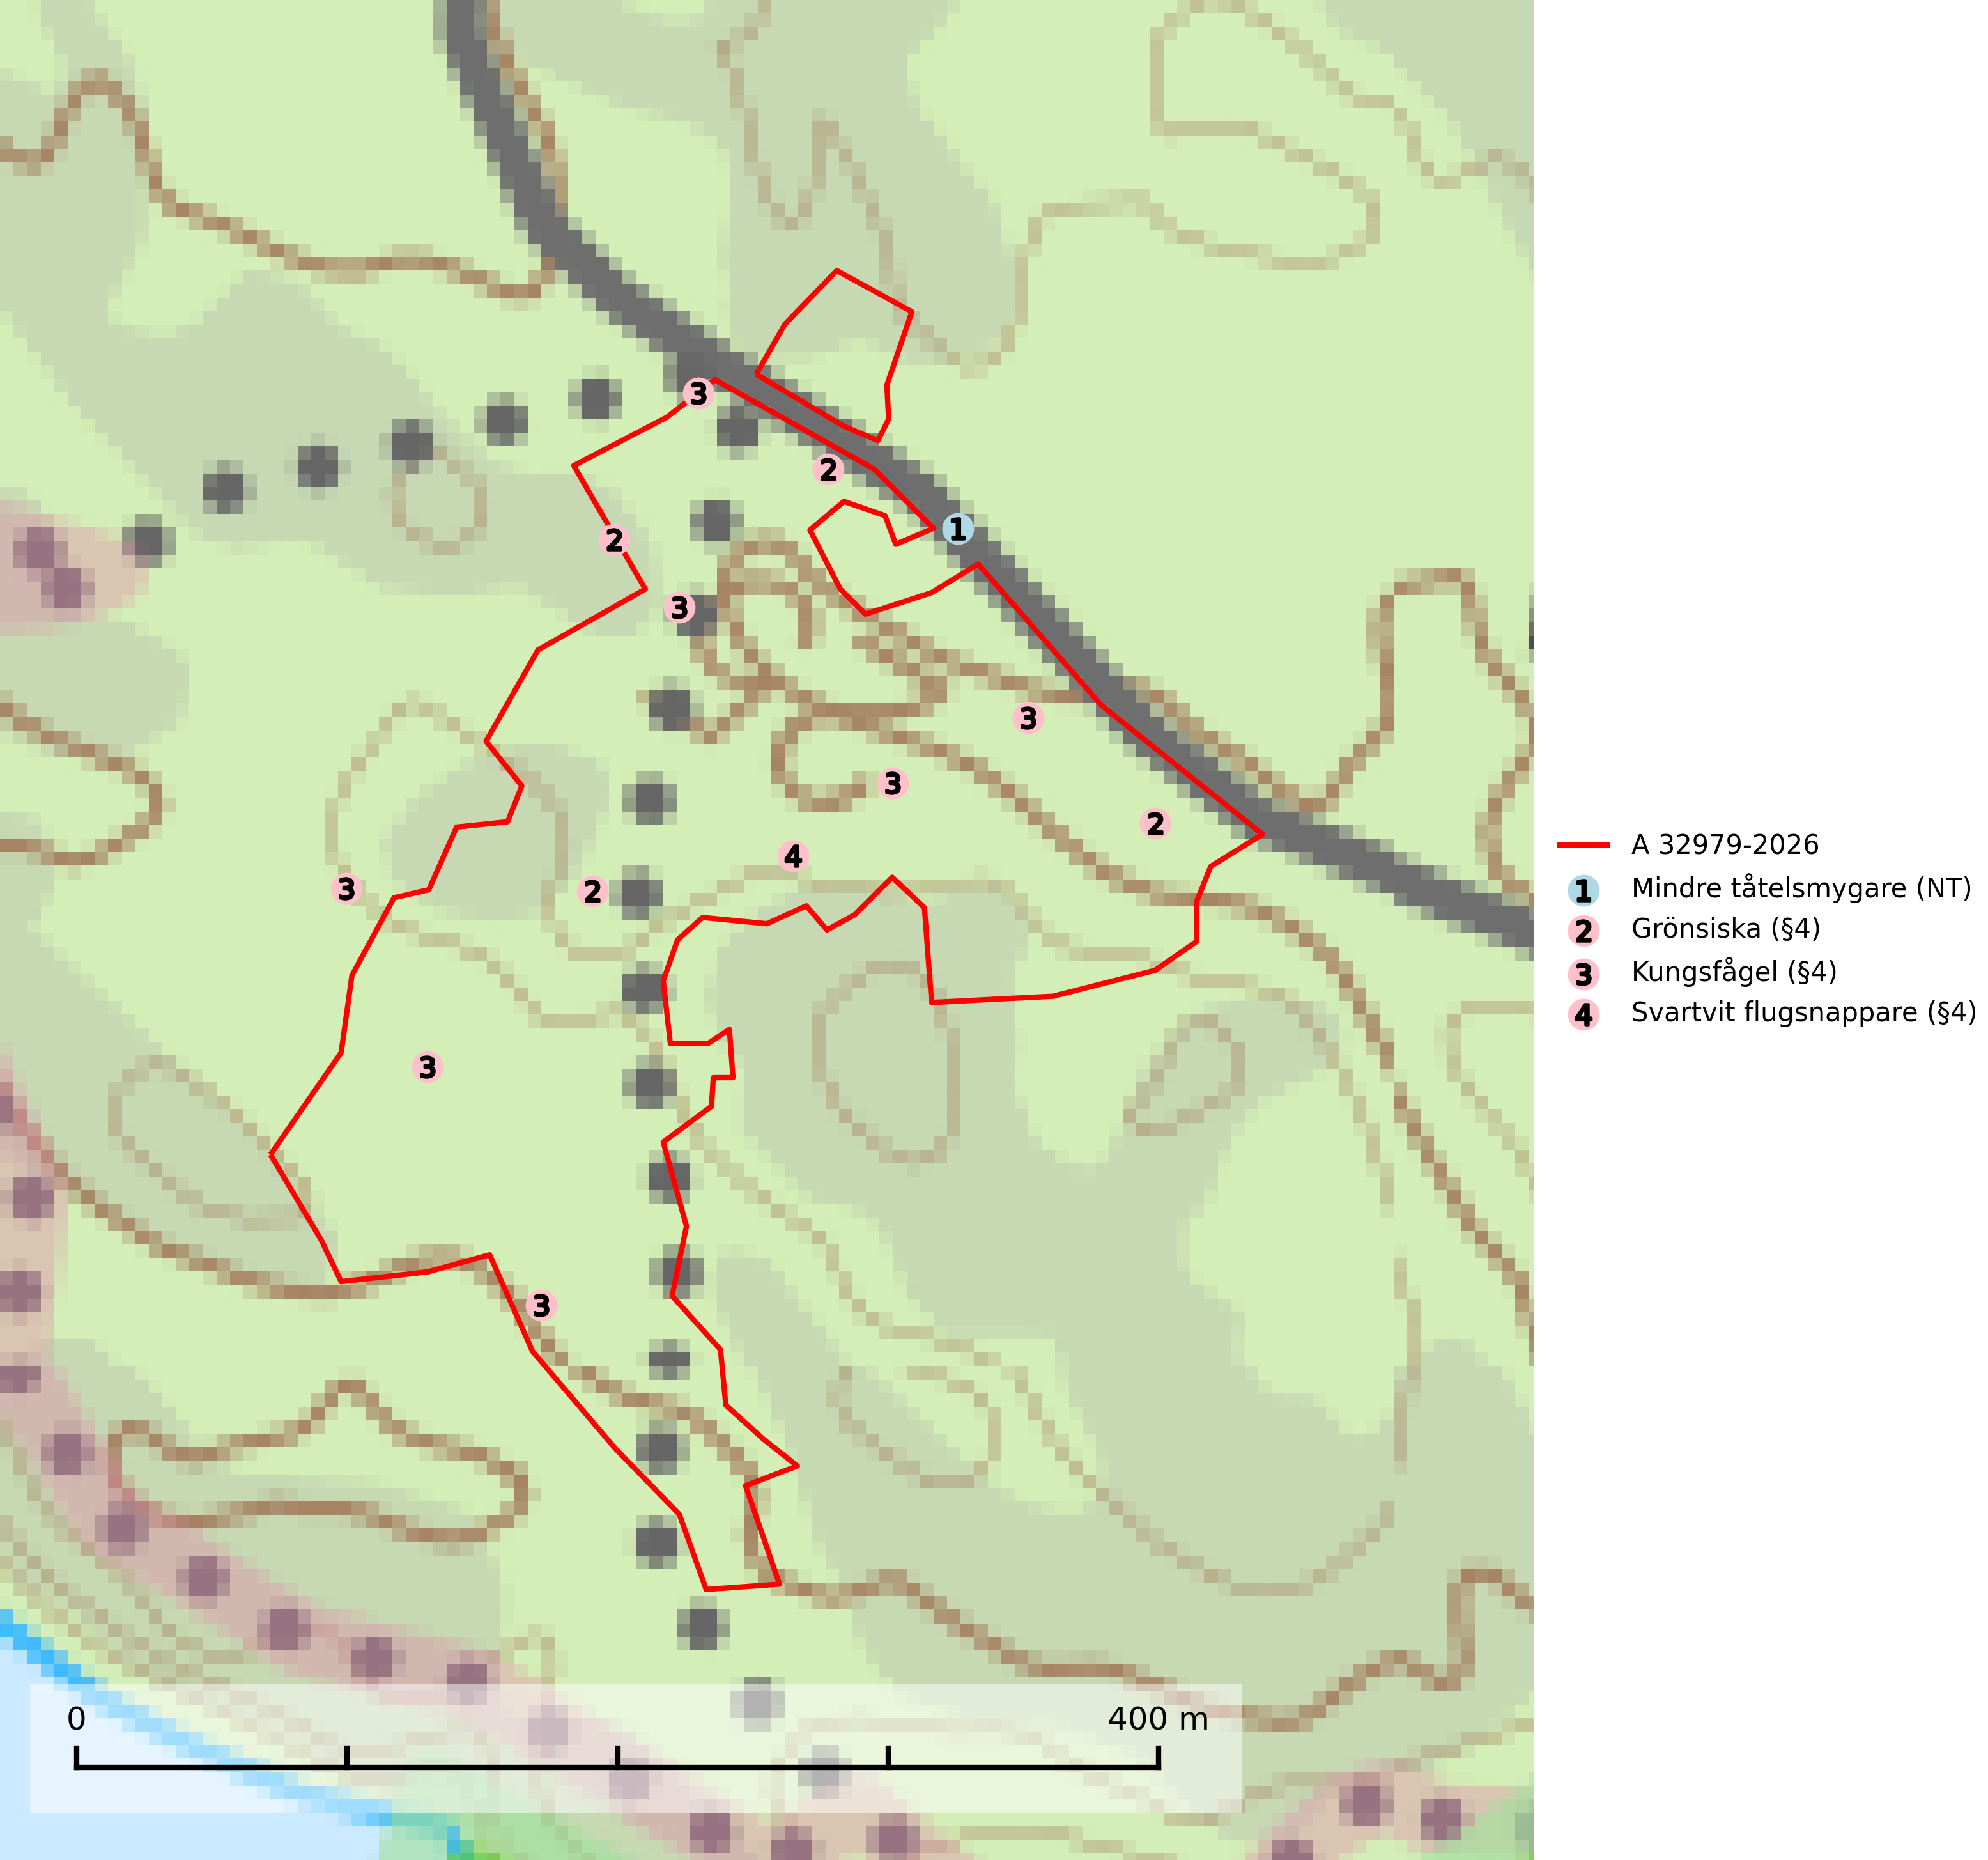 3
2
1
2
3
3
3
2
4
3
2
3
3
A 32979-2026
1 Mindre tåtelsmygare (NT)
2 Grönsiska (§4)
3 Kungsfågel (§4)
4 Svartvit flugsnappare (§4)
0 400 m